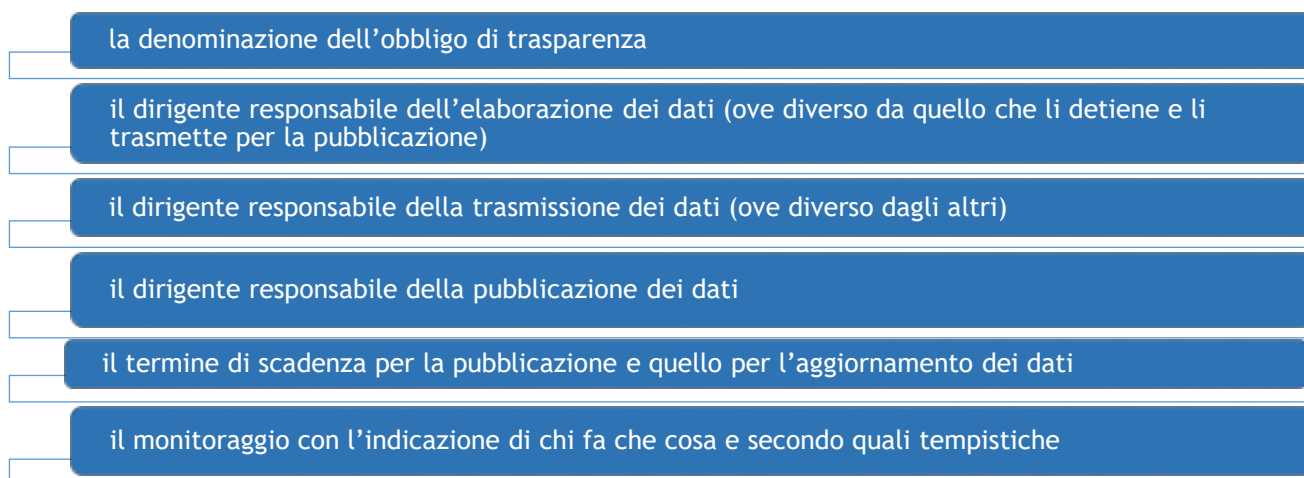 la denominazione dell’obbligo di trasparenza
il dirigente responsabile dell’elaborazione dei dati (ove diverso da quello che li detiene e li
trasmette per la pubblicazione)
il dirigente responsabile della trasmissione dei dati (ove diverso dagli altri)
il dirigente responsabile della pubblicazione dei dati
il termine di scadenza per la pubblicazione e quello per l’aggiornamento dei dati
il monitoraggio con l’indicazione di chi fa che cosa e secondo quali tempistiche